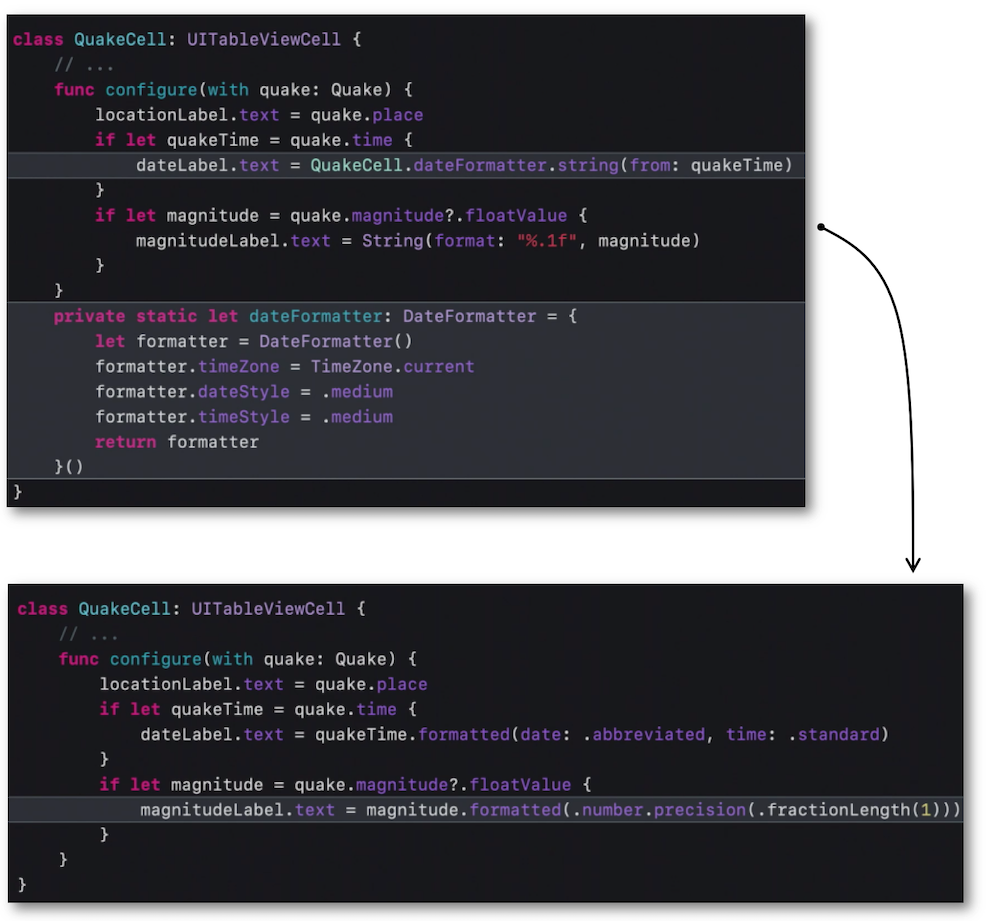 class QuakeCell: UITableViewCell {
    // ...
    func configure(with quake: Quake) {
        locationLabel.text = quake.place
        if let quakeTime = quake.time {
            dateLabel.text = QuakeCell.dateFormatter.string(from: quakeTime)
        }
        if let magnitude = quake.magnitude?.floatValue {
            magnitudeLabel.text = String(format: "%.1f", magnitude)
        }
    }
    private static let dateFormatter: DateFormatter = {
        let formatter = DateFormatter()
        formatter.timeZone = TimeZone.current
        formatter.dateStyle = .medium
        formatter.timeStyle = .medium
        return formatter
    }()
}
class QuakeCell: UITableViewCell {
    // ...
    func configure(with quake: Quake) {
        locationLabel.text = quake.place
        if let quakeTime = quake.time {
            dateLabel.text = quakeTime.formatted(date: .abbreviated, time: .standard)
        }
        if let magnitude = quake.magnitude?.floatValue {
            magnitudeLabel.text = magnitude.formatted(.number.precision(.fractionLength(1)))
        }
    }
}